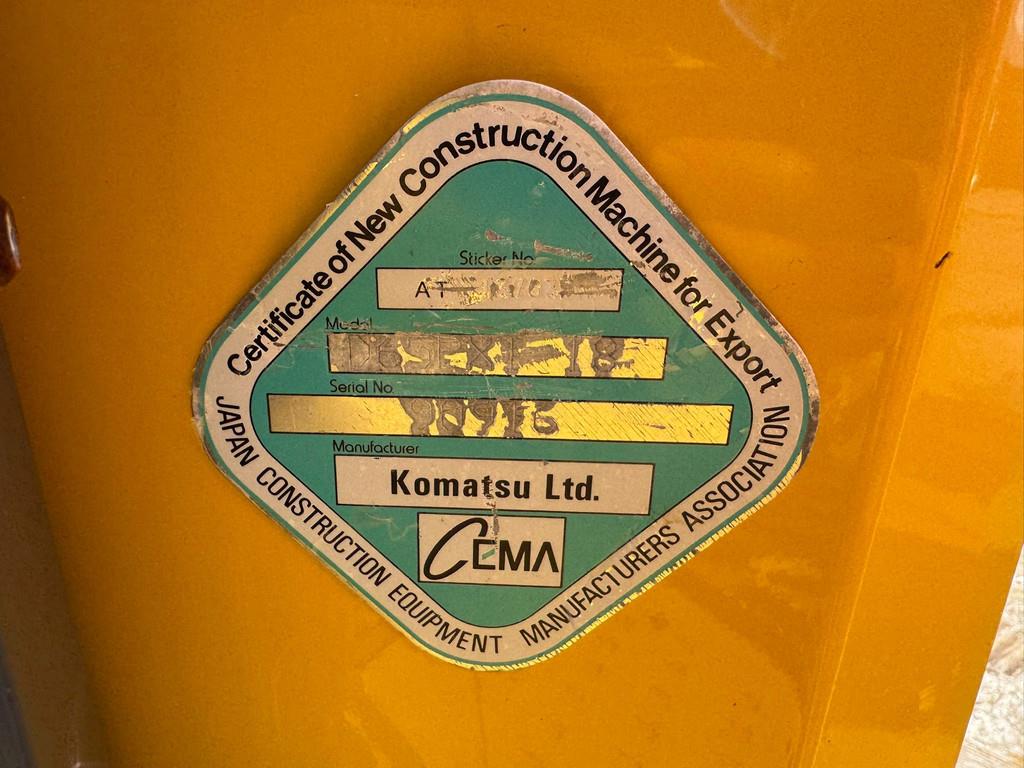 Certificate of New Construction Machine for Export
Sticker No.
AT
Model
Serial No.
Manufacturer
Komatsu Ltd.
CEMA
JAPAN CONSTRUCTION EQUIPMENT MANUFACTURERS ASSOCIATION